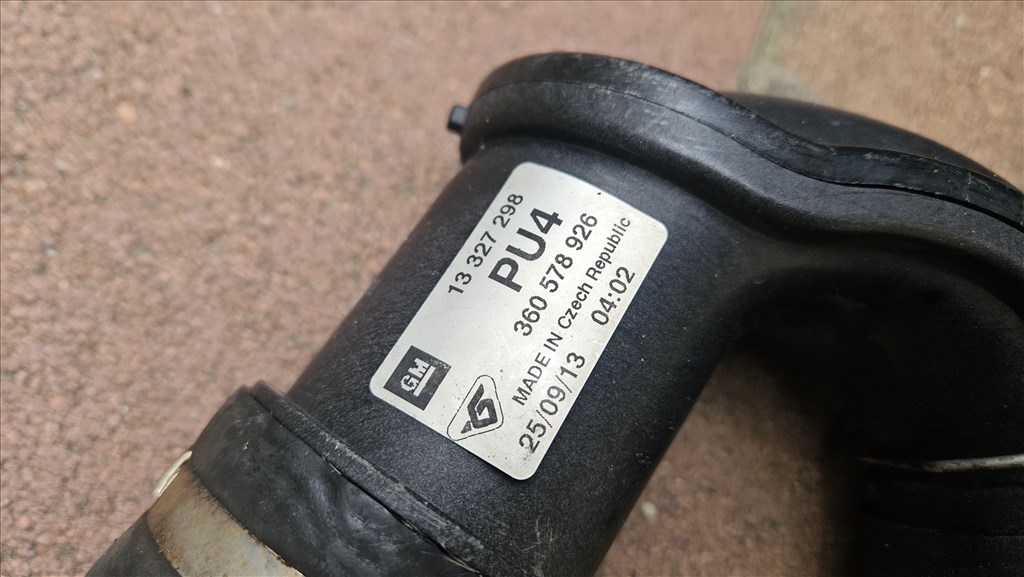 13 327 298
PU4
360 578 926
MADE IN Czech Republic
25/09/13 04:02
GM